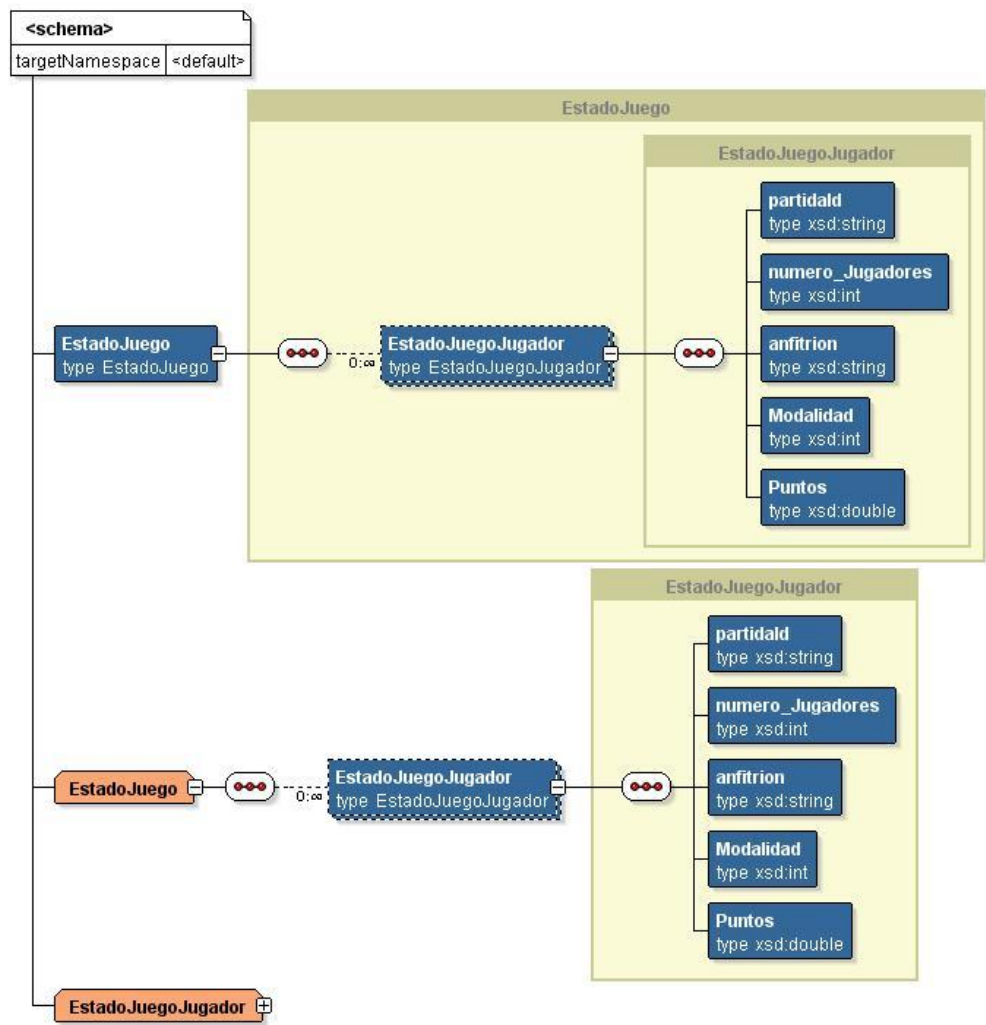 <schema>
targetNamespace <default>
EstadoJuego
EstadoJuegoJugador
partidaId
type xsd:string
numero_Jugadores
type xsd:int
EstadoJuego
type EstadoJuego
0:∞
EstadoJuegoJugador
type EstadoJuegoJugador
anfitrion
type xsd:string
Modalidad
type xsd:int
Puntos
type xsd:double
EstadoJuegoJugador
partidaId
type xsd:string
numero_Jugadores
type xsd:int
EstadoJuego
0:∞
EstadoJuegoJugador
type EstadoJuegoJugador
anfitrion
type xsd:string
Modalidad
type xsd:int
Puntos
type xsd:double
EstadoJuegoJugador